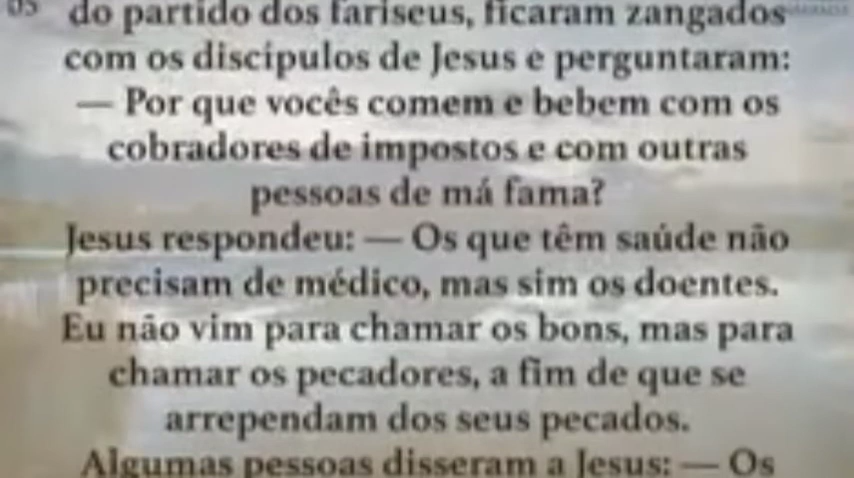 05 do partido dos fariseus, ficaram zangados
com os discípulos de Jesus e perguntaram:
— Por que vocês comem e bebem com os
cobradores de impostos e com outras
pessoas de má fama?
Jesus respondeu: — Os que têm saúde não
precisam de médico, mas sim os doentes.
Eu não vim para chamar os bons, mas para
chamar os pecadores, a fim de que se
arrependam dos seus pecados.
Algumas pessoas disseram a Jesus: — Os